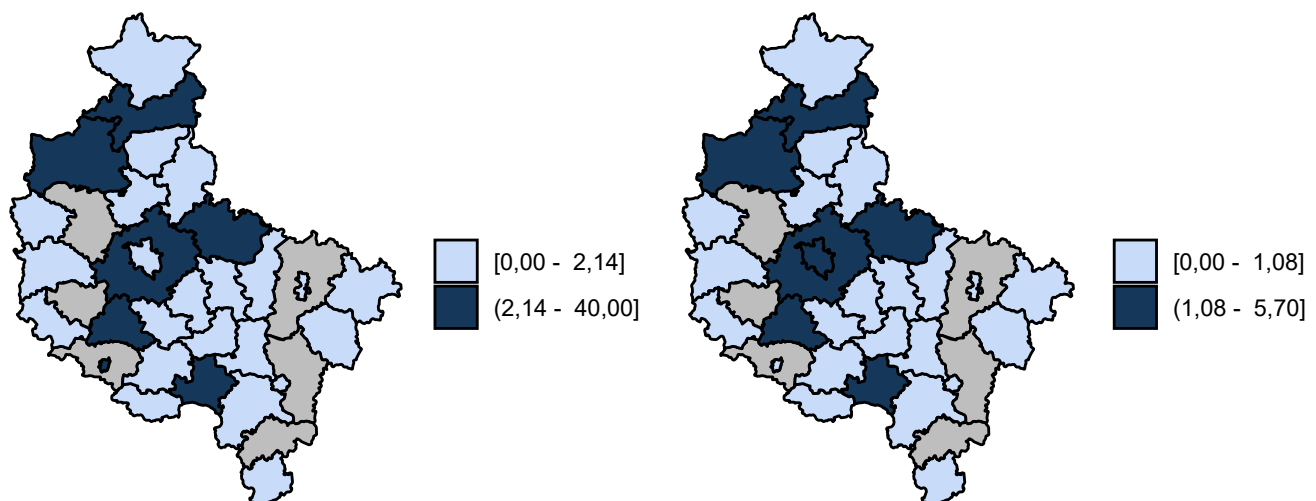 [0,00 - 2,14]
(2,14 - 40,00]
[0,00 - 1,08]
(1,08 - 5,70]